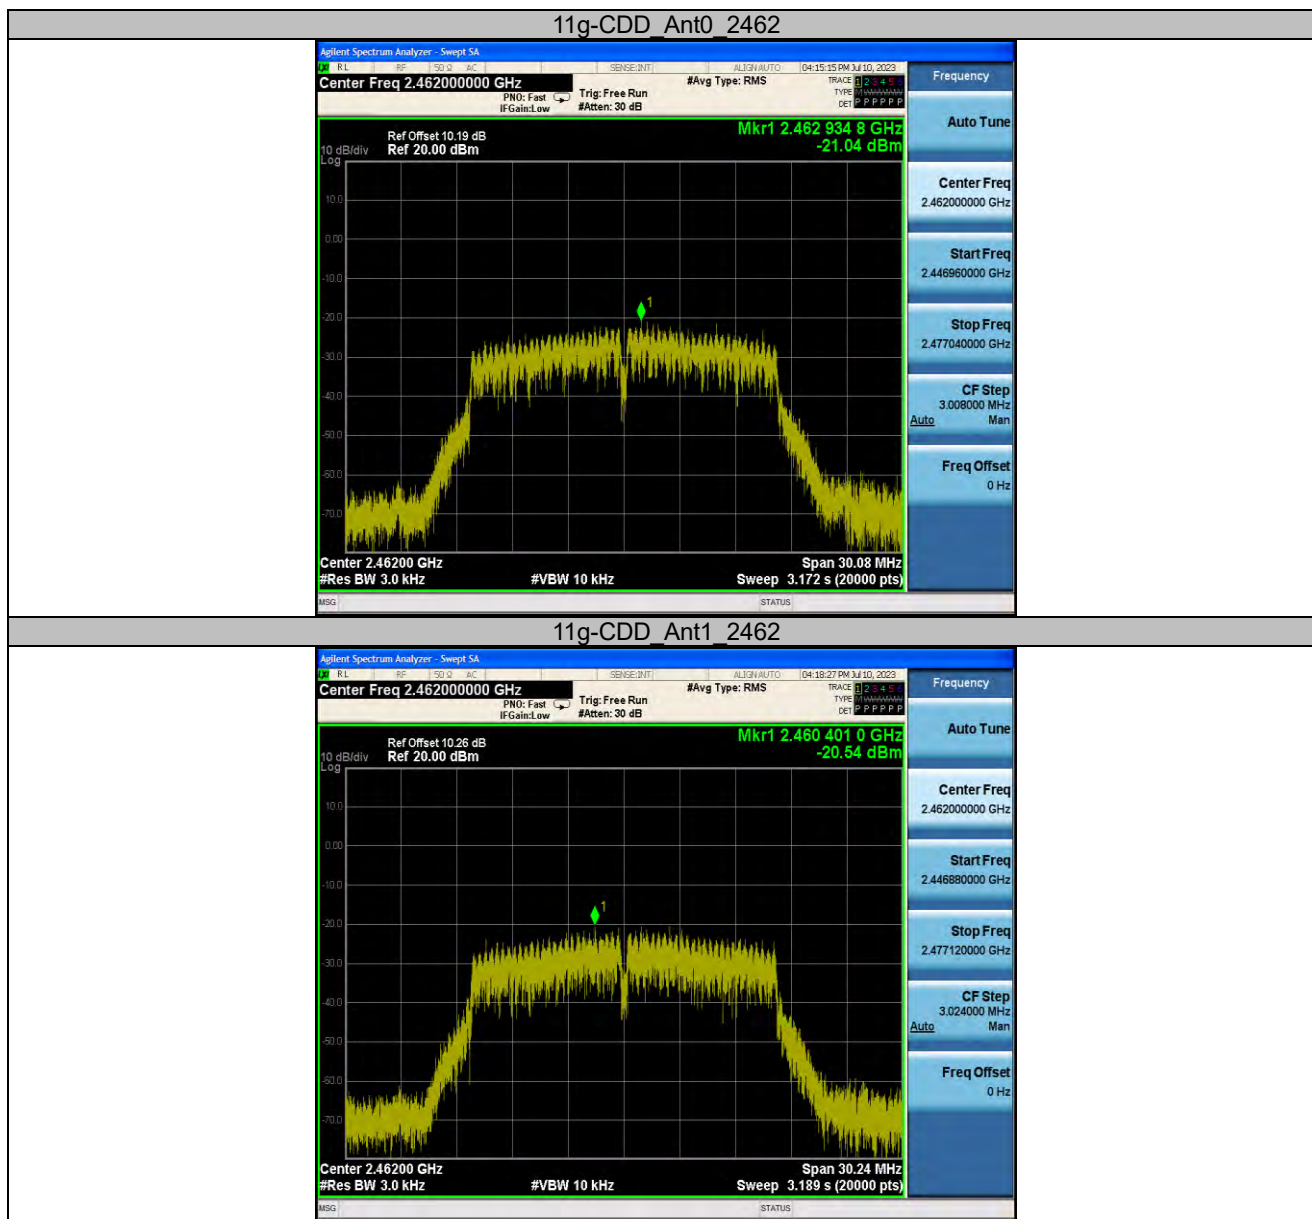 11g-CDD_Ant0_2462
Agilent Spectrum Analyzer - Swept SA
RL RF 50 Ω AC SENSE:INT ALIGN AUTO 04:15:15 PM Jul 10, 2023
Center Freq 2.462000000 GHz #Avg Type: RMS TRACE 1 2 3 4 5 6
PNO: Fast Trig: Free Run TYPE
IFGain:Low #Atten: 30 dB DET P P P P P P
Frequency
Auto Tune
Mkr1 2.462 934 8 GHz
-21.04 dBm
Ref Offset 10.19 dB
10 dB/div Ref 20.00 dBm
Log
10.0
0.00
-10.0
-20.0
-30.0
-40.0
-50.0
-60.0
-70.0
1
Center 2.46200 GHz Span 30.08 MHz
#Res BW 3.0 kHz #VBW 10 kHz Sweep 3.172 s (20000 pts)
Center Freq
2.462000000 GHz
Start Freq
2.446960000 GHz
Stop Freq
2.477040000 GHz
CF Step
3.008000 MHz
Auto Man
Freq Offset
0 Hz
MSG STATUS
11g-CDD_Ant1_2462
Agilent Spectrum Analyzer - Swept SA
RL RF 50 Ω AC SENSE:INT ALIGN AUTO 04:18:27 PM Jul 10, 2023
Center Freq 2.462000000 GHz #Avg Type: RMS TRACE 1 2 3 4 5 6
PNO: Fast Trig: Free Run TYPE
IFGain:Low #Atten: 30 dB DET P P P P P P
Frequency
Auto Tune
Mkr1 2.460 401 0 GHz
-20.54 dBm
Ref Offset 10.26 dB
10 dB/div Ref 20.00 dBm
Log
10.0
0.00
-10.0
-20.0
-30.0
-40.0
-50.0
-60.0
-70.0
1
Center 2.46200 GHz Span 30.24 MHz
#Res BW 3.0 kHz #VBW 10 kHz Sweep 3.189 s (20000 pts)
Center Freq
2.462000000 GHz
Start Freq
2.446880000 GHz
Stop Freq
2.477120000 GHz
CF Step
3.024000 MHz
Auto Man
Freq Offset
0 Hz
MSG STATUS